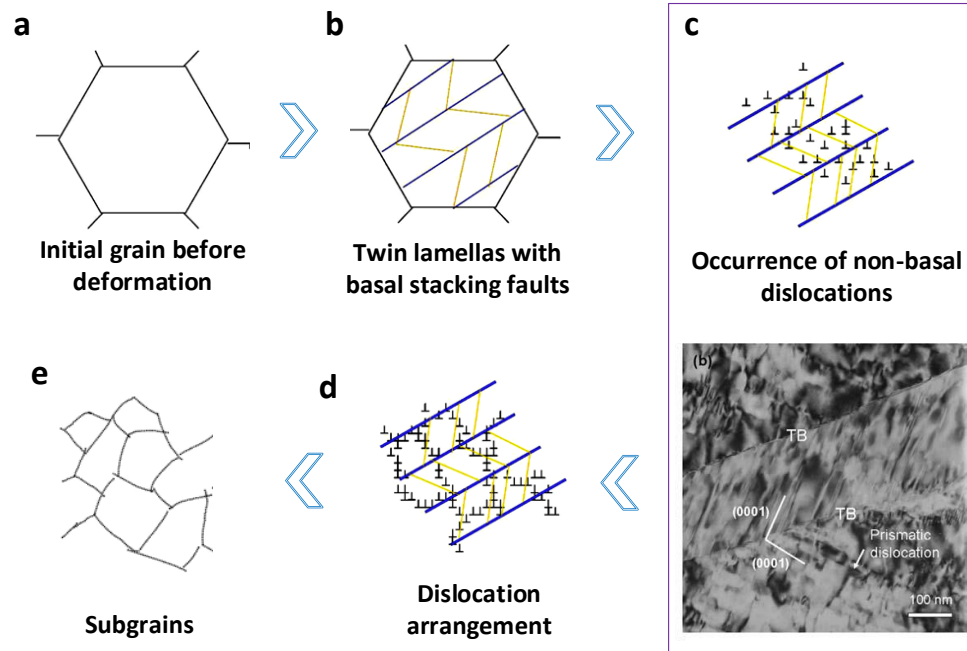 a
Initial grain before
deformation
b
Twin lamellas with
basal stacking faults
c
Occurrence of non-basal
dislocations
(b)
TB
(0001)
TB
(0001)
Prismatic
dislocation
100 nm
d
Dislocation
arrangement
e
Subgrains